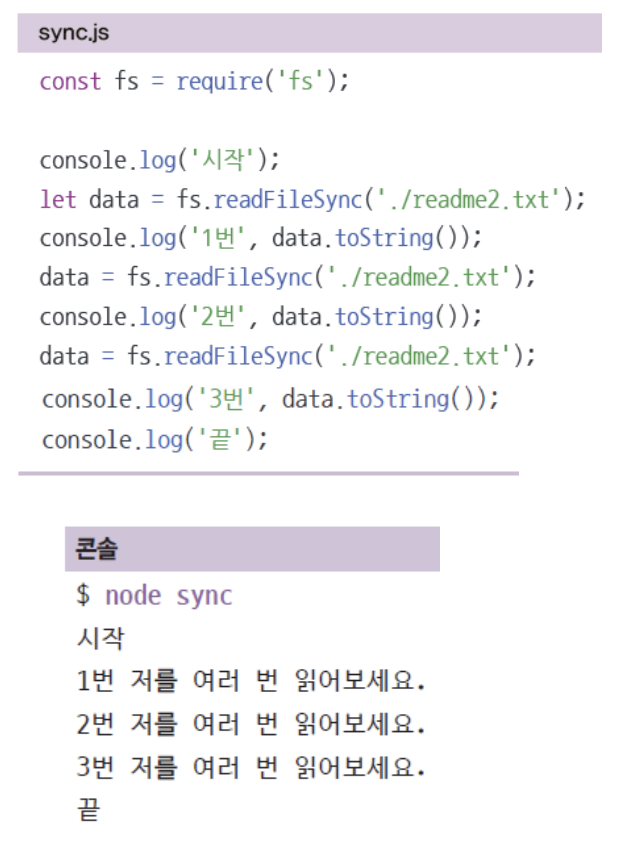 sync.js
const fs = require('fs');
console.log('시작');
let data = fs.readFileSync('./readme2.txt');
console.log('1번', data.toString());
data = fs.readFileSync('./readme2.txt');
console.log('2번', data.toString());
data = fs.readFileSync('./readme2.txt');
console.log('3번', data.toString());
console.log('끝');
콘솔
$ node sync
시작
1번 저를 여러 번 읽어보세요.
2번 저를 여러 번 읽어보세요.
3번 저를 여러 번 읽어보세요.
끝